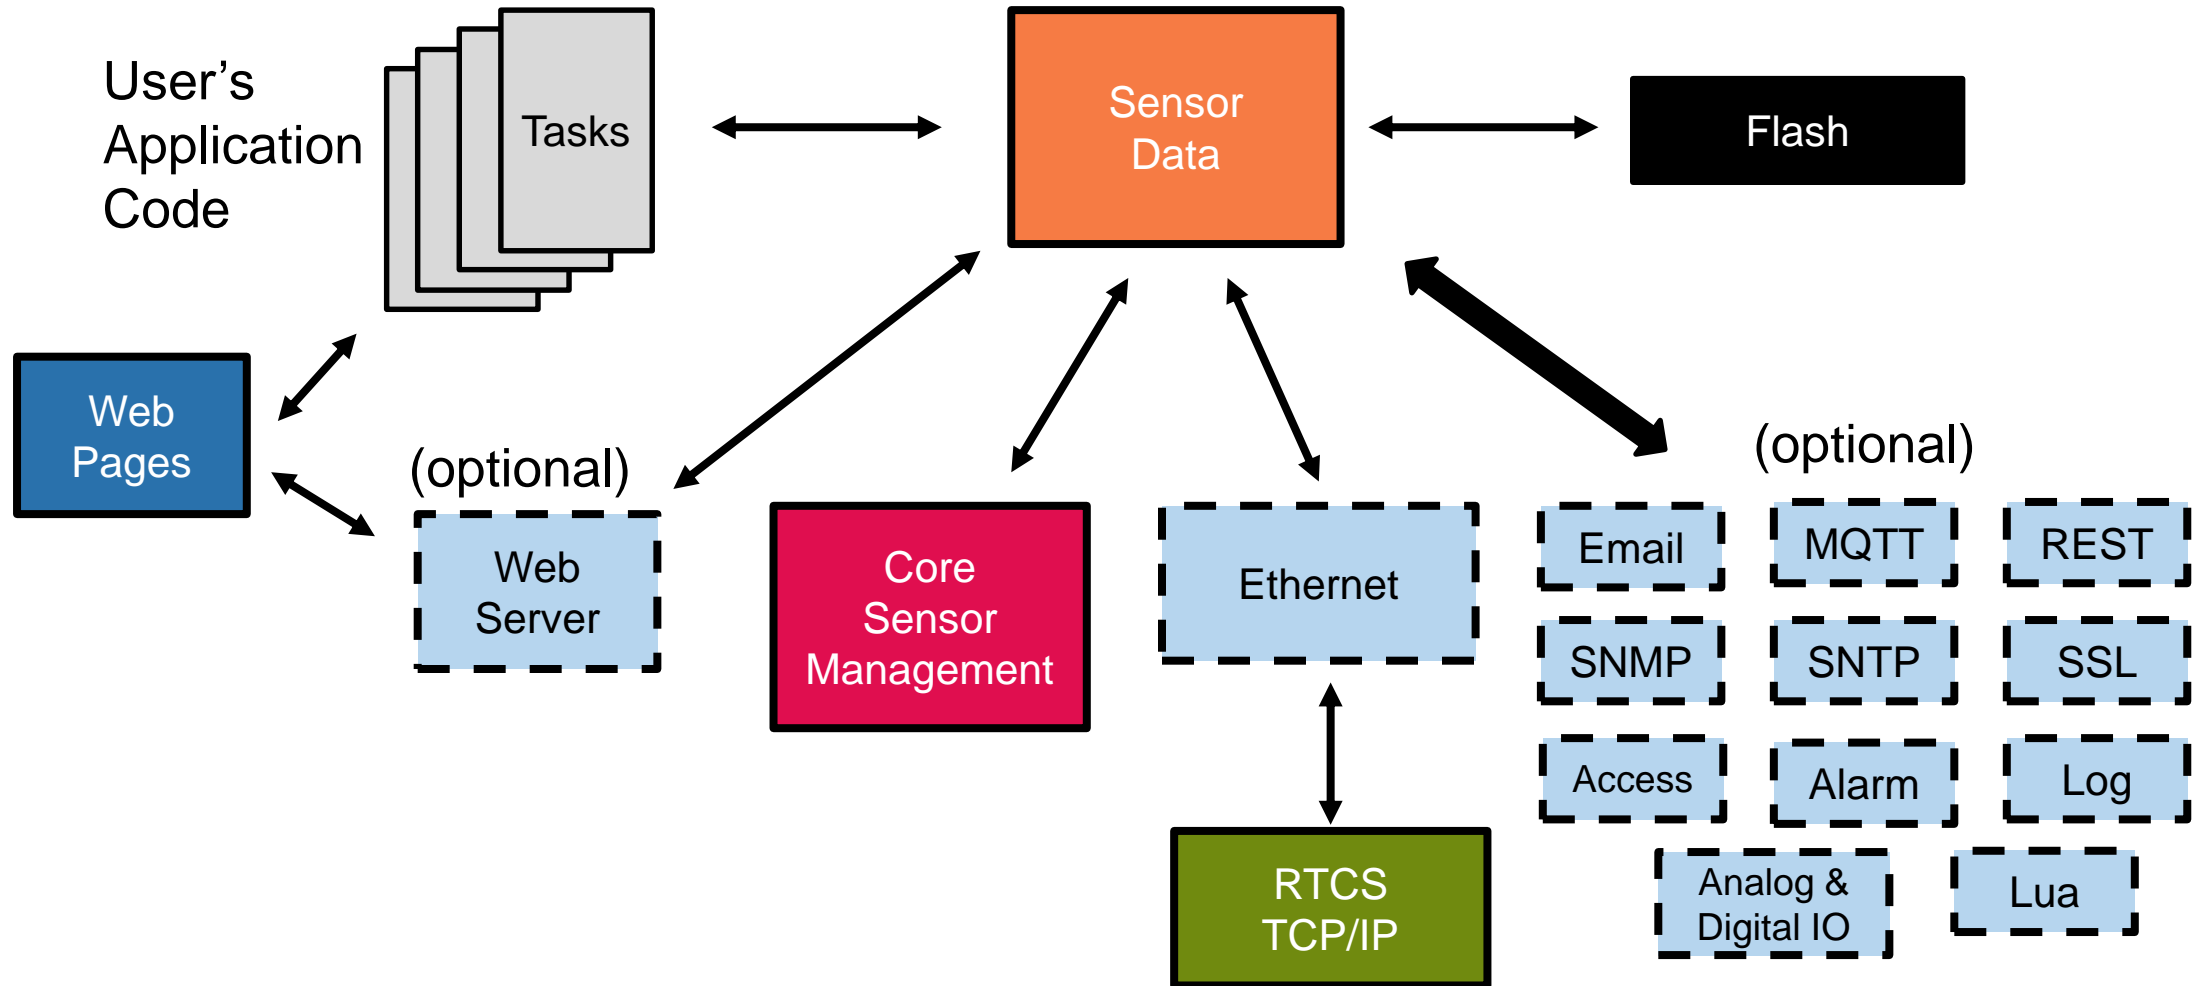 User’s
Application
Code
Tasks
Sensor
Data
Flash
Web
Pages
(optional)
Web
Server
Core
Sensor
Management
Ethernet
RTCS
TCP/IP
(optional)
Email
MQTT
REST
SNMP
SNTP
SSL
Access
Alarm
Log
Analog &
Digital IO
Lua